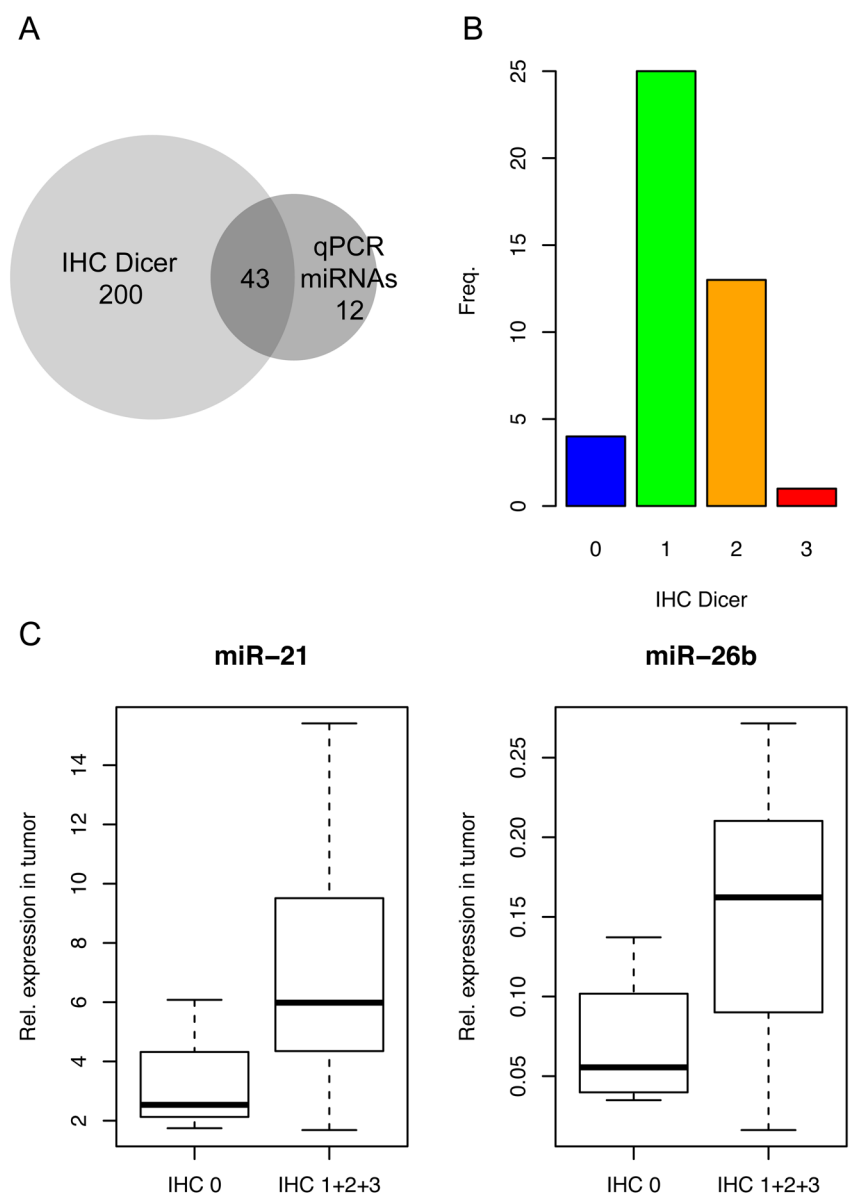 A
IHC Dicer
200
43
qPCR
miRNAs
12
B
Freq.
25
20
15
10
5
0
0 1 2 3
IHC Dicer
C
miR–21
Rel. expression in tumor
14
12
10
8
6
4
2
IHC 0 IHC 1+2+3
miR–26b
Rel. expression in tumor
0.25
0.20
0.15
0.10
0.05
IHC 0 IHC 1+2+3